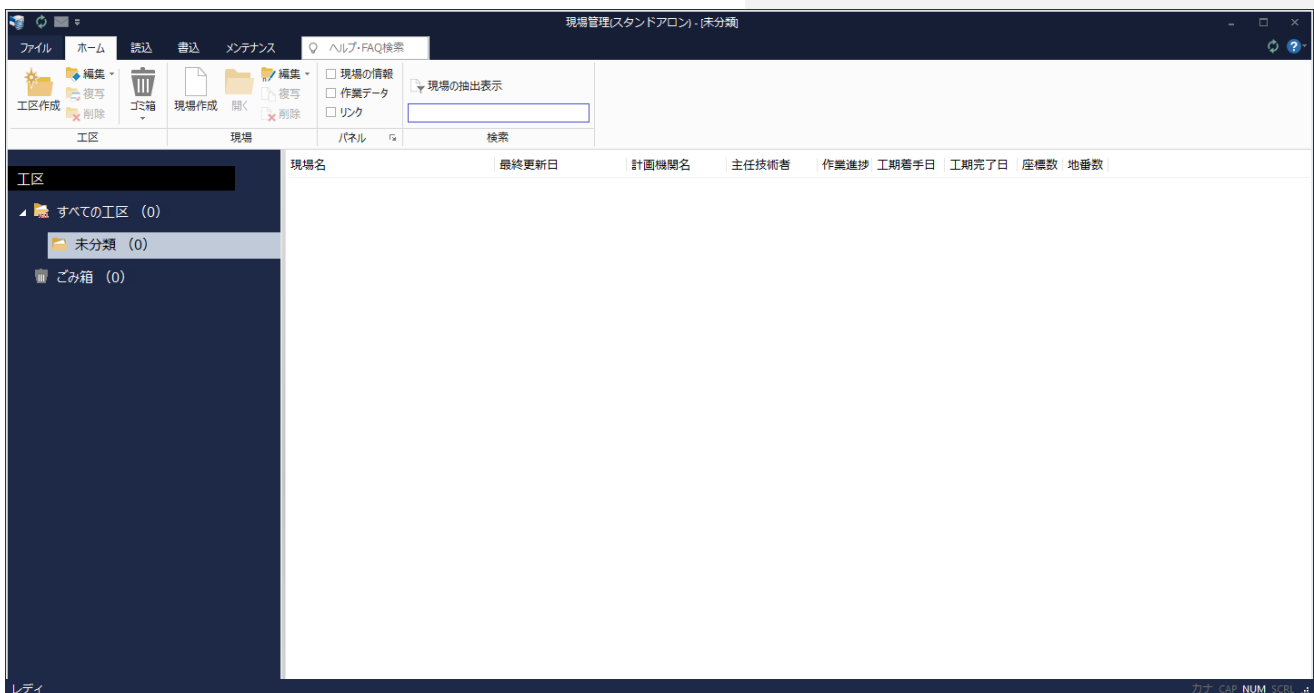 現場管理(スタンドアロン) - [未分類]
ファイル ホーム 読込 書込 メンテナンス ヘルプ・FAQ検索
工区作成 編集 複写 削除 ゴミ箱
工区
現場作成 開く 編集 複写 削除
現場
現場の情報
作業データ
リンク
パネル
現場の抽出表示
検索
工区
すべての工区 (0)
未分類 (0)
ごみ箱 (0)
現場名 最終更新日 計画機関名 主任技術者 作業進捗 工期着手日 工期完了日 座標数 地番数
レディ
カナ CAP NUM SCRL